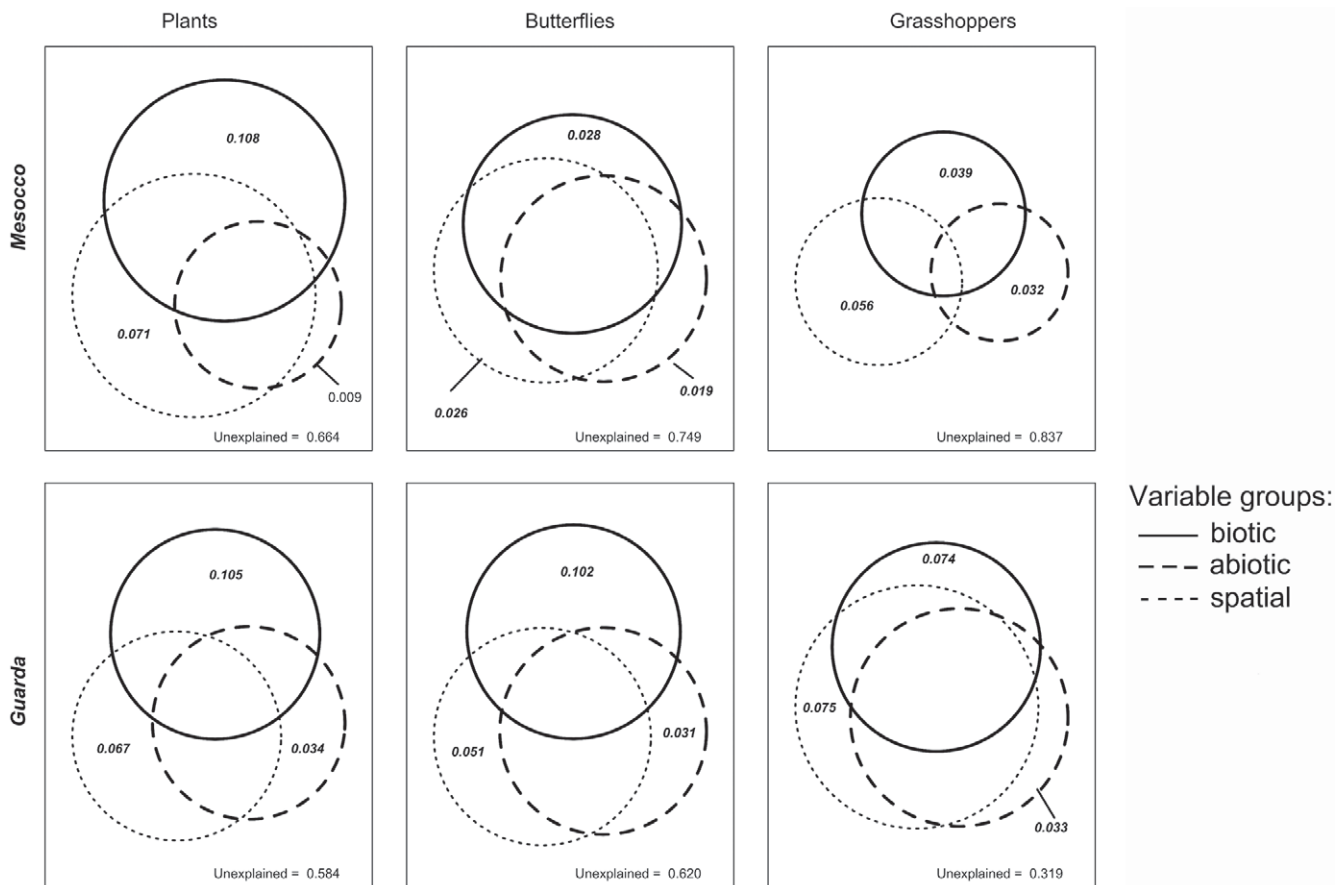 Plants Butterflies Grasshoppers
Mesocco
0.108
0.071
0.009
Unexplained = 0.664
0.028
0.026
0.019
Unexplained = 0.749
0.039
0.056
0.032
Unexplained = 0.837
Guarda
0.105
0.067
0.034
Unexplained = 0.584
0.102
0.051
0.031
Unexplained = 0.620
0.074
0.075
0.033
Unexplained = 0.319
Variable groups:
biotic
abiotic
spatial